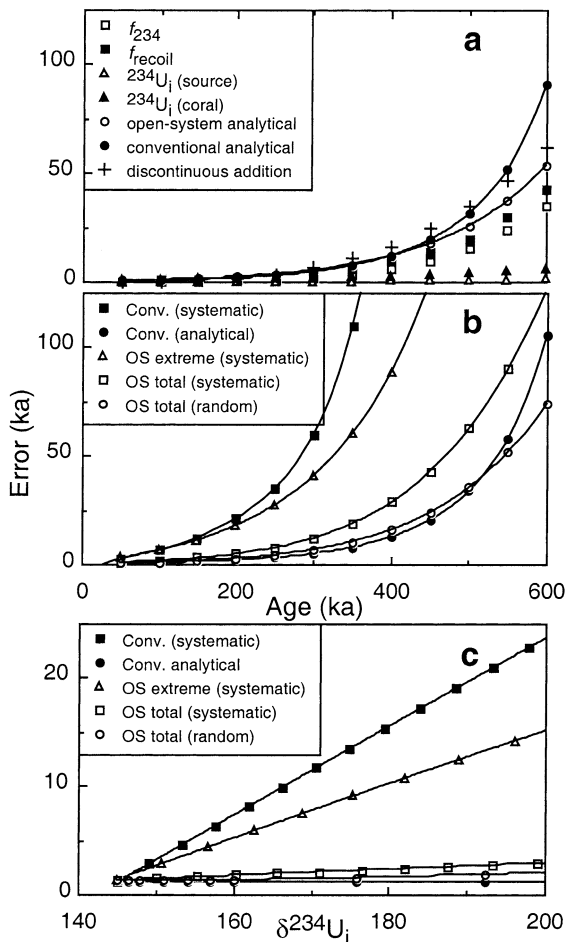 a
100
50
0
f234
frecoil
234Ui (source)
234Ui (coral)
open-system analytical
conventional analytical
discontinuous addition
b
100
50
0
Conv. (systematic)
Conv. (analytical)
OS extreme (systematic)
OS total (systematic)
OS total (random)
Error (ka)
0
200
400
600
Age (ka)
c
20
10
0
Conv. (systematic)
Conv. analytical
OS extreme (systematic)
OS total (systematic)
OS total (random)
140
160
180
200
δ234Ui